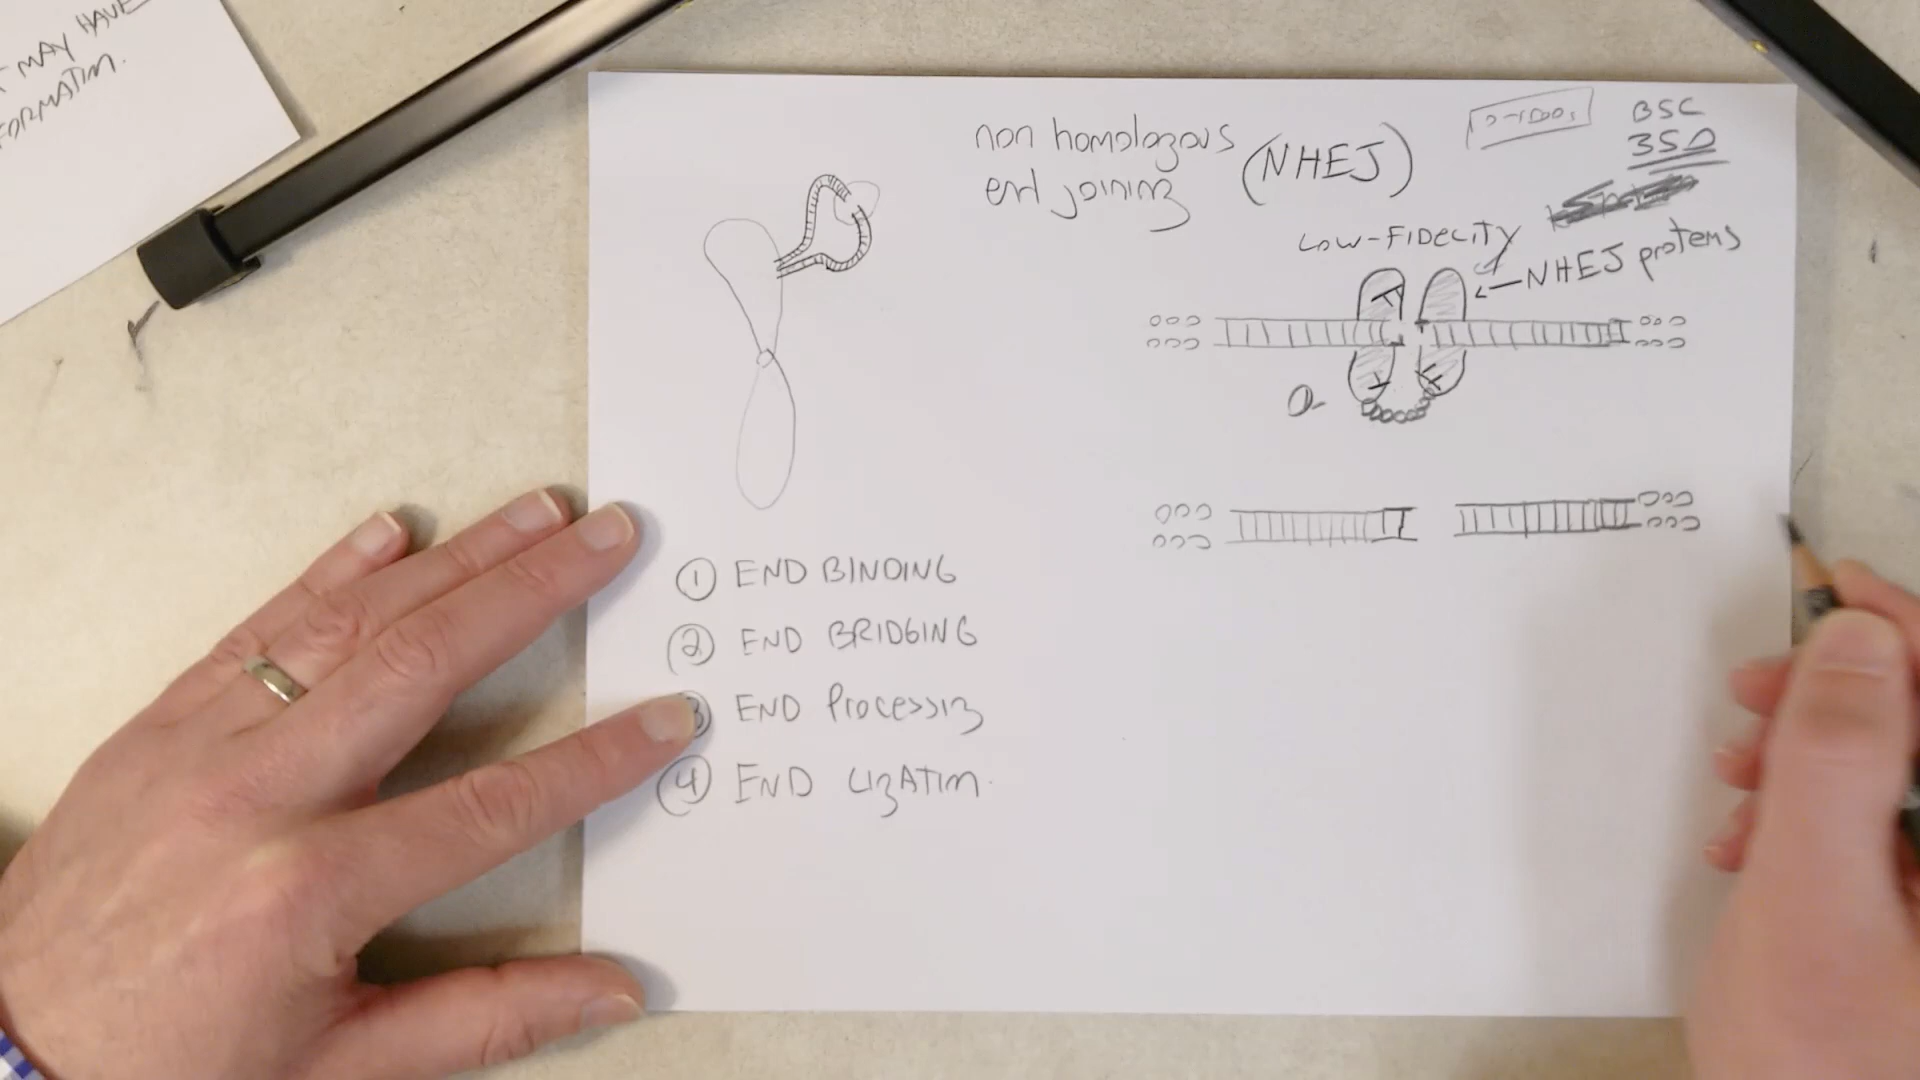 MAY HAVE
FORMATION.
non homologous
end joining
(NHEJ)
BSC
350
LOW-FIDELITY
NHEJ proteins
① END BINDING
② END BRIDGING
③ END Processing
④ END LIGATION.